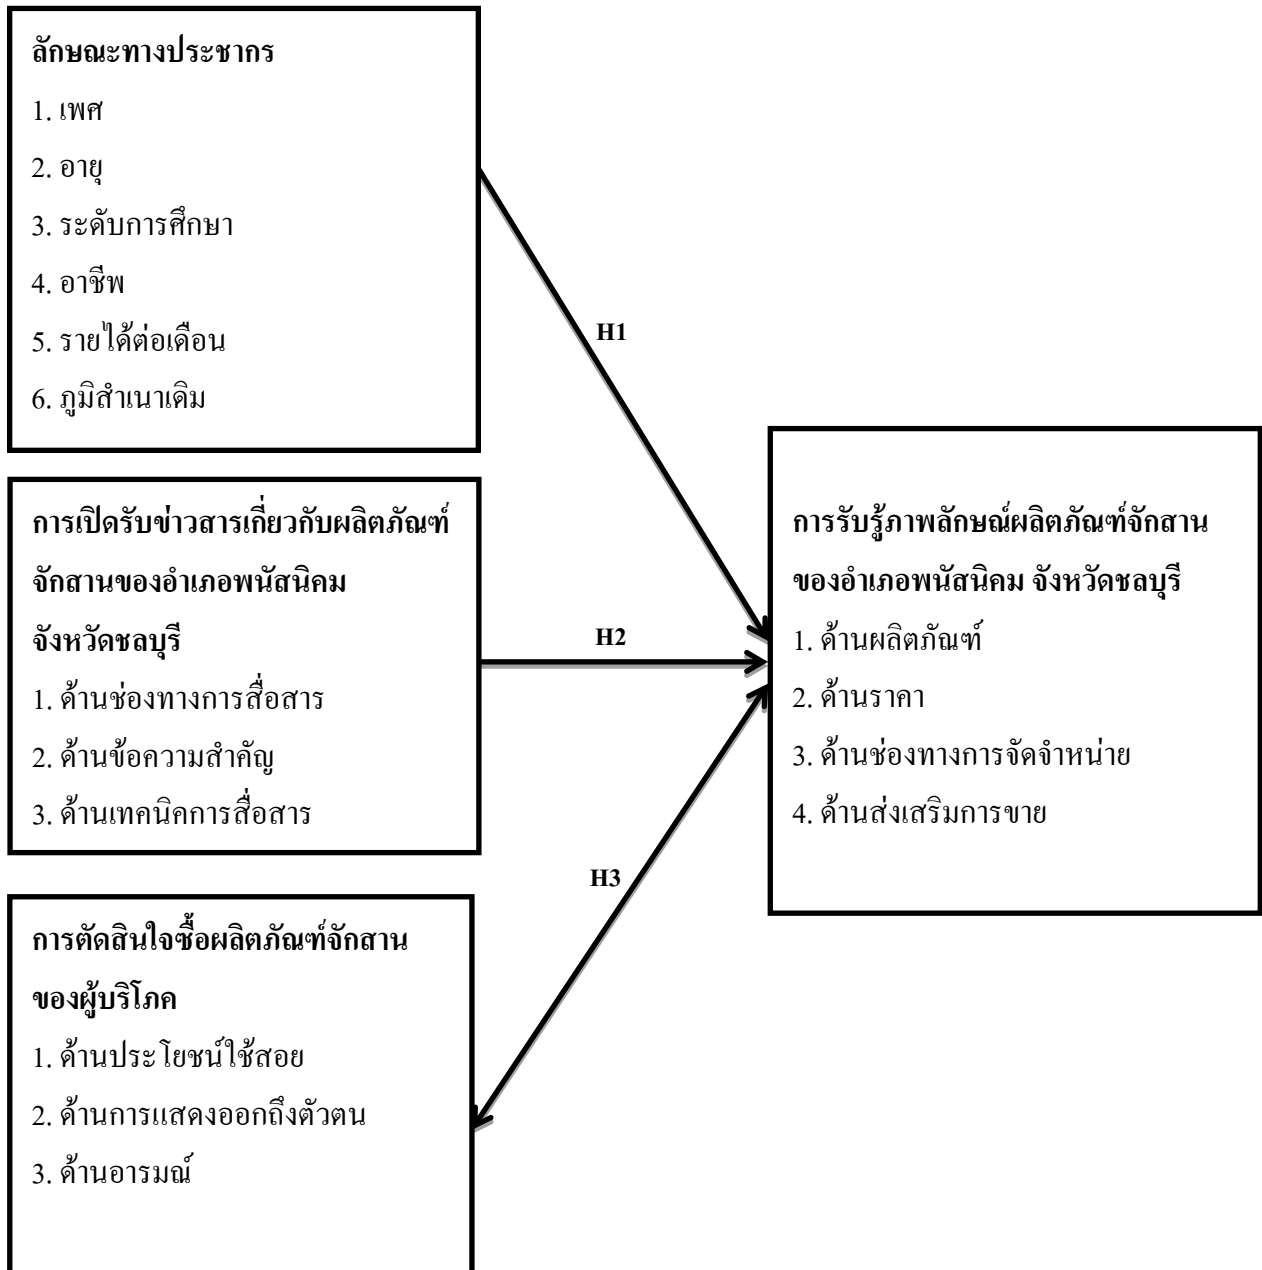 ลักษณะทางประชากร
1. เพศ
2. อายุ
3. ระดับการศึกษา
4. อาชีพ
5. รายได้ต่อเดือน
6. ภูมิสำเนาเดิม
H1
การเปิดรับข่าวสารเกี่ยวกับผลิตภัณฑ์
จักสานของอำเภอพนัสนิคม
จังหวัดชลบุรี
1. ด้านช่องทางการสื่อสาร
2. ด้านข้อความสำคัญ
3. ด้านเทคนิคการสื่อสาร
H2
การรับรู้ภาพลักษณ์ผลิตภัณฑ์จักสาน
ของอำเภอพนัสนิคม จังหวัดชลบุรี
1. ด้านผลิตภัณฑ์
2. ด้านราคา
3. ด้านช่องทางการจัดจำหน่าย
4. ด้านส่งเสริมการขาย
H3
การตัดสินใจซื้อผลิตภัณฑ์จักสาน
ของผู้บริโภค
1. ด้านประโยชน์ใช้สอย
2. ด้านการแสดงออกถึงตัวตน
3. ด้านอารมณ์